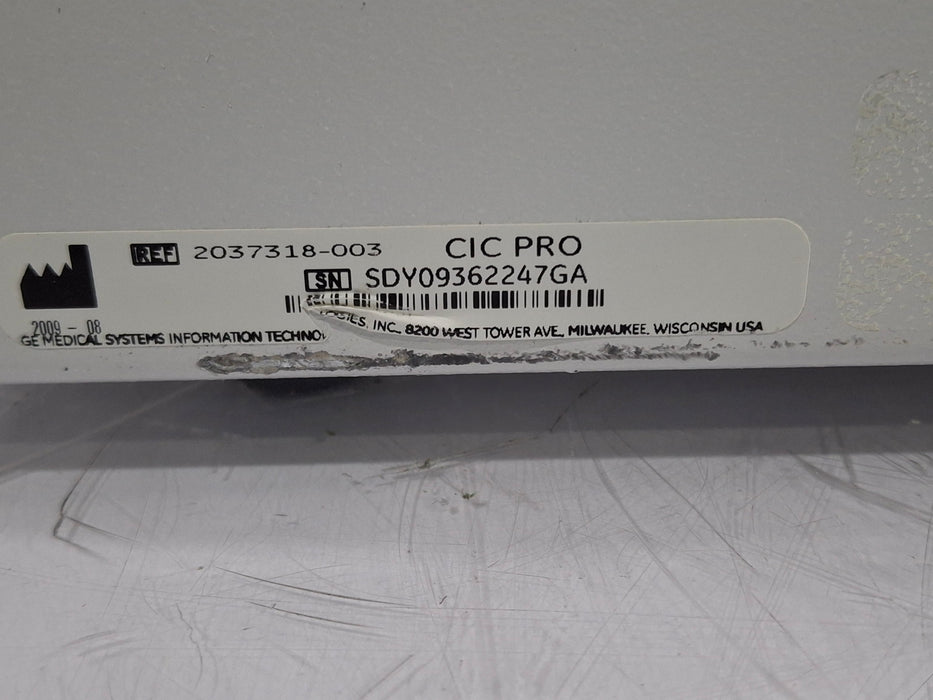 REF 2037318-003 CIC PRO
SN SDY09362247GA
2009 - 08
GE MEDICAL SYSTEMS INFORMATION INC. 8200 WEST TOWER AVE., MILWAUKEE, WISCONSIN USA